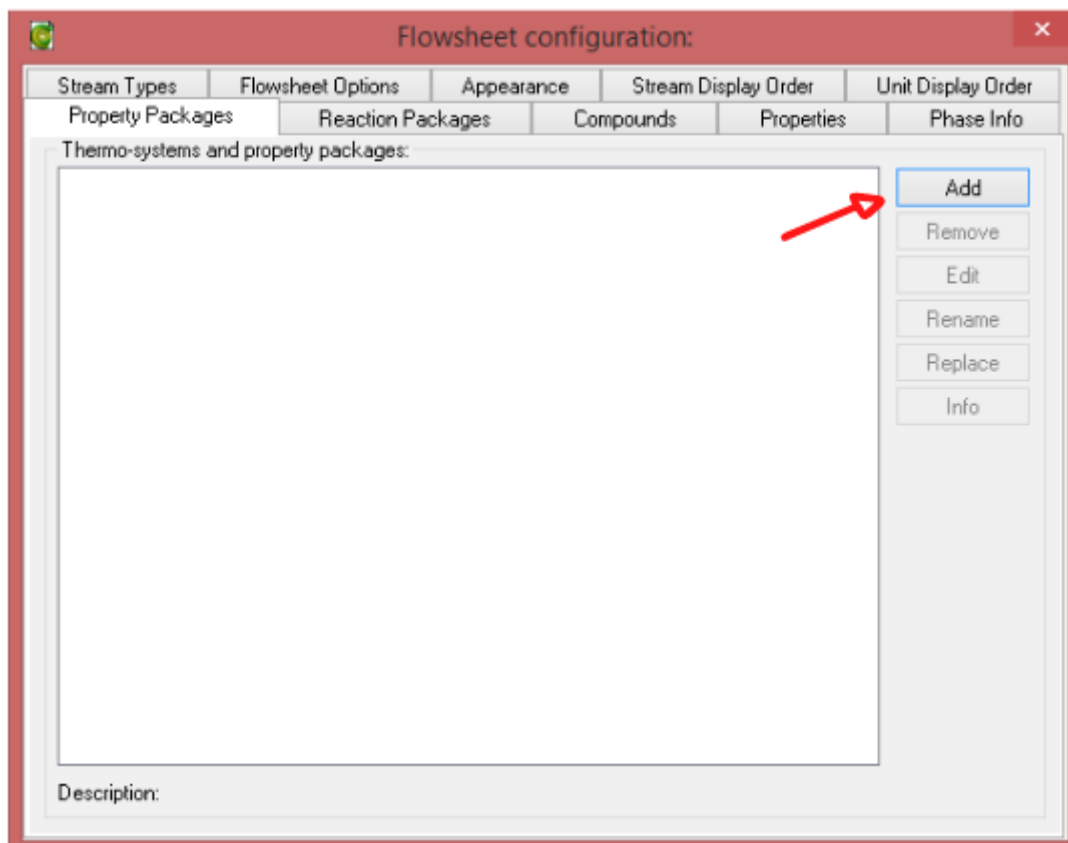 Flowsheet configuration:
Stream Types Flowsheet Options Appearance Stream Display Order Unit Display Order
Property Packages Reaction Packages Compounds Properties Phase Info
Thermo-systems and property packages:
Add
Remove
Edit
Rename
Replace
Info
Description: